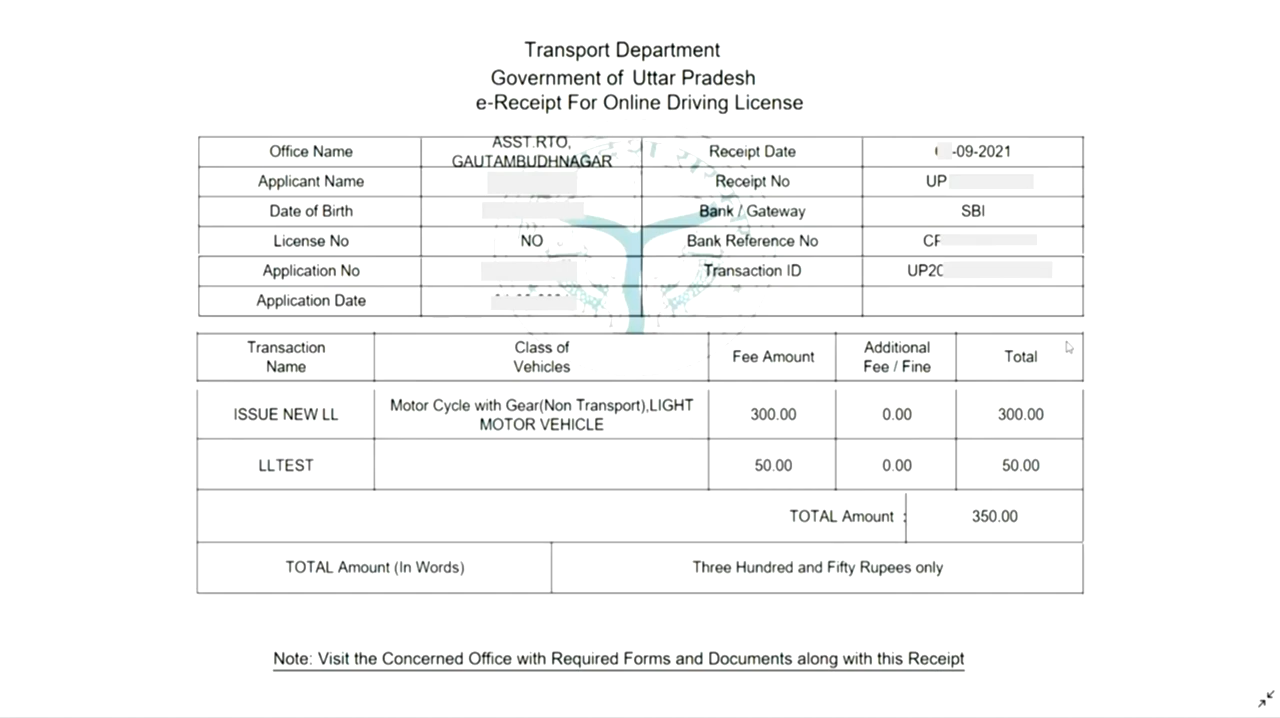 Transport Department
Government of Uttar Pradesh
e-Receipt For Online Driving License
Office Name ASST.RTO, GAUTAMBUDHNAGAR Receipt Date -09-2021
Applicant Name Receipt No UP
Date of Birth Bank / Gateway SBI
License No NO Bank Reference No
Application No Transaction ID
Application Date
Transaction Name Class of Vehicles Fee Amount Additional Fee / Fine Total
ISSUE NEW LL Motor Cycle with Gear(Non Transport),LIGHT MOTOR VEHICLE 300.00 0.00 300.00
LLTEST 50.00 0.00 50.00
TOTAL Amount : 350.00
TOTAL Amount (In Words) Three Hundred and Fifty Rupees only
Note: Visit the Concerned Office with Required Forms and Documents along with this Receipt